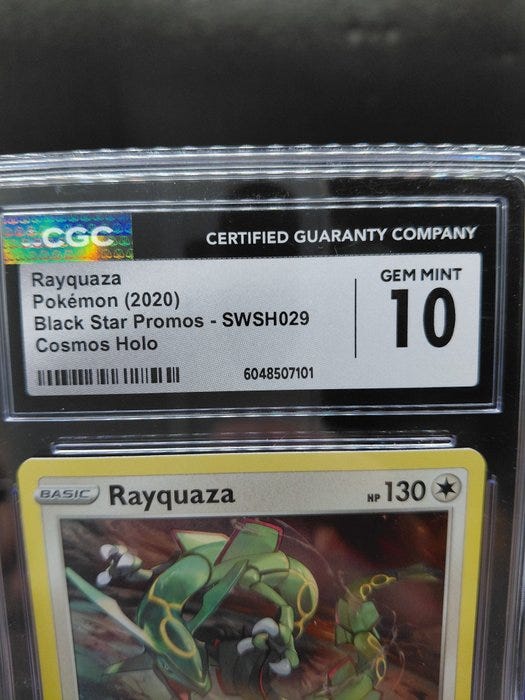 CGC
CERTIFIED GUARANTY COMPANY
Rayquaza
Pokémon (2020)
Black Star Promos - SWSH029
Cosmos Holo
GEM MINT
10
6048507101
BASIC Rayquaza HP 130